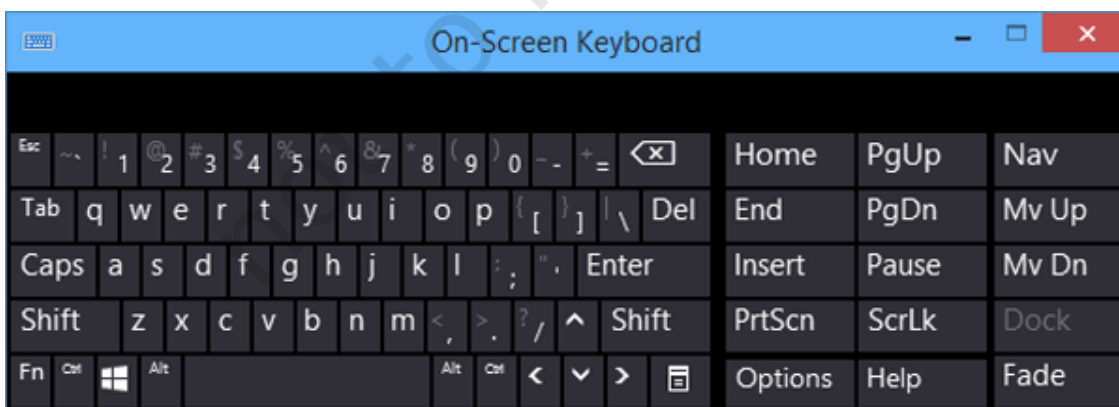 On-Screen Keyboard
Esc ~ ` ! 1 @ 2 # 3 $ 4 % 5 ^ 6 & 7 * 8 ( 9 ) 0 _ - + = Home PgUp Nav
Tab q w e r t y u i o p { [ } ] | \ Del End PgDn Mv Up
Caps a s d f g h j k l : ; " ' Enter Insert Pause Mv Dn
Shift z x c v b n m < , > . ? / ^ Shift PrtScn ScrLk Dock
Fn Ctrl Alt Alt Ctrl Options Help Fade